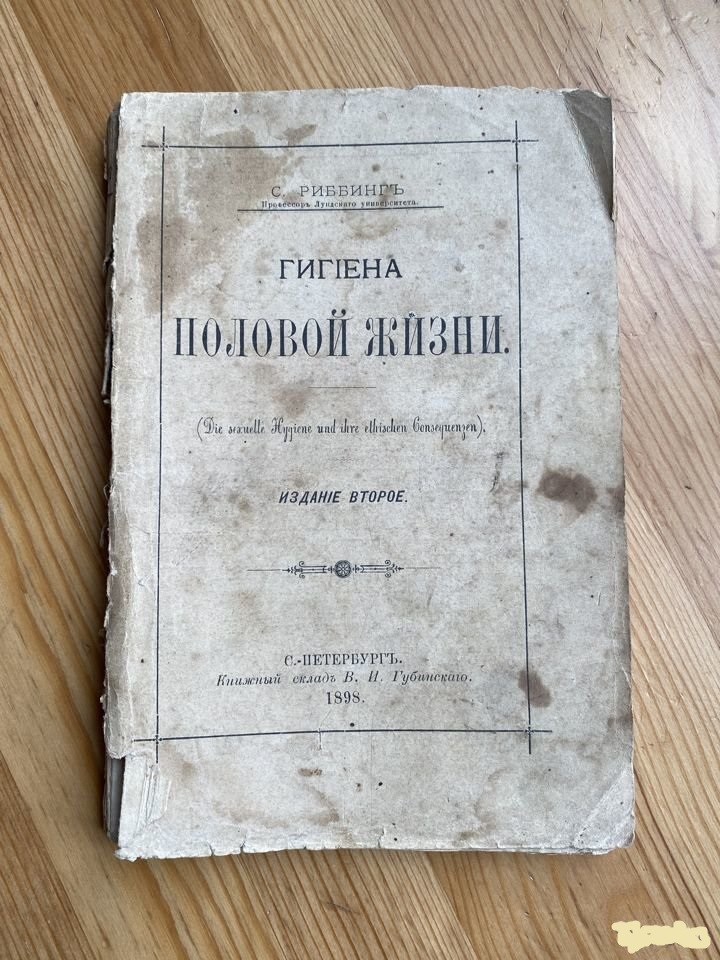 С. РИББИНГЪ
Профессоръ Лундскаго университета.
ГИГІЕНА
ПОЛОВОЙ ЖИЗНИ.
(Die sexuelle Hygiene und ihre ethischen Consequenzen).
ИЗДАНІЕ ВТОРОЕ.
С.-ПЕТЕРБУРГЪ.
Книжный складъ В. И. Губинскаго.
1898.